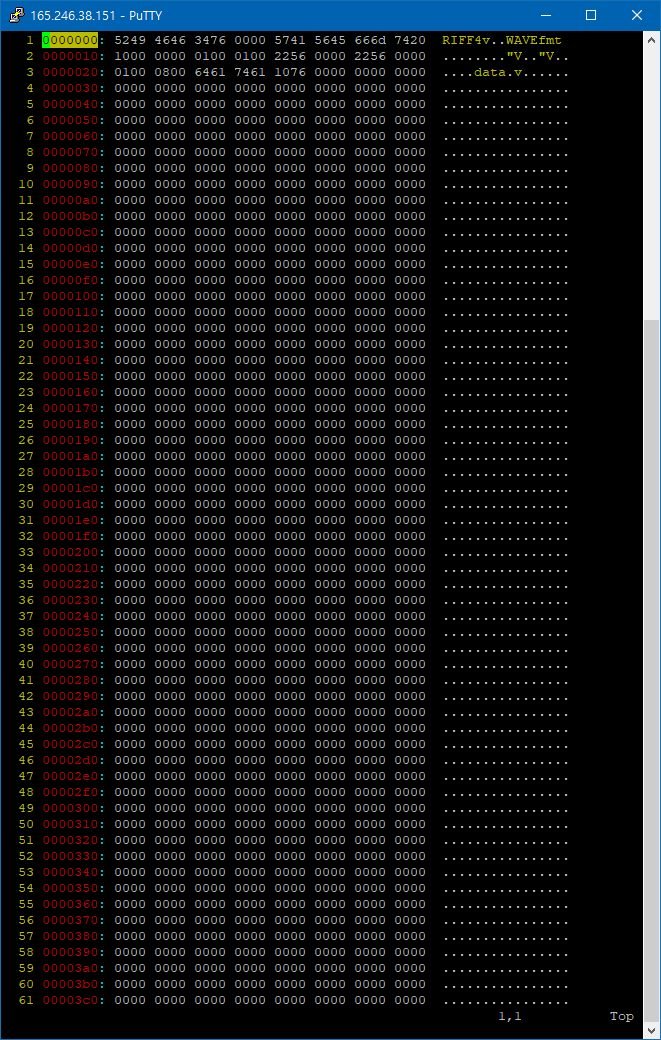 165.246.38.151 - PuTTY
1 0000000: 5249 4646 3476 0000 5741 5645 666d 7420 RIFF4v..WAVEfmt
2 0000010: 1000 0000 0100 0100 2256 0000 2256 0000 ........"V.."V..
3 0000020: 0100 0800 6461 7461 1076 0000 0000 0000 ....data.v......
4 0000030: 0000 0000 0000 0000 0000 0000 0000 0000 ................
5 0000040: 0000 0000 0000 0000 0000 0000 0000 0000 ................
6 0000050: 0000 0000 0000 0000 0000 0000 0000 0000 ................
7 0000060: 0000 0000 0000 0000 0000 0000 0000 0000 ................
8 0000070: 0000 0000 0000 0000 0000 0000 0000 0000 ................
9 0000080: 0000 0000 0000 0000 0000 0000 0000 0000 ................
10 0000090: 0000 0000 0000 0000 0000 0000 0000 0000 ................
11 00000a0: 0000 0000 0000 0000 0000 0000 0000 0000 ................
12 00000b0: 0000 0000 0000 0000 0000 0000 0000 0000 ................
13 00000c0: 0000 0000 0000 0000 0000 0000 0000 0000 ................
14 00000d0: 0000 0000 0000 0000 0000 0000 0000 0000 ................
15 00000e0: 0000 0000 0000 0000 0000 0000 0000 0000 ................
16 00000f0: 0000 0000 0000 0000 0000 0000 0000 0000 ................
17 0000100: 0000 0000 0000 0000 0000 0000 0000 0000 ................
18 0000110: 0000 0000 0000 0000 0000 0000 0000 0000 ................
19 0000120: 0000 0000 0000 0000 0000 0000 0000 0000 ................
20 0000130: 0000 0000 0000 0000 0000 0000 0000 0000 ................
21 0000140: 0000 0000 0000 0000 0000 0000 0000 0000 ................
22 0000150: 0000 0000 0000 0000 0000 0000 0000 0000 ................
23 0000160: 0000 0000 0000 0000 0000 0000 0000 0000 ................
24 0000170: 0000 0000 0000 0000 0000 0000 0000 0000 ................
25 0000180: 0000 0000 0000 0000 0000 0000 0000 0000 ................
26 0000190: 0000 0000 0000 0000 0000 0000 0000 0000 ................
27 00001a0: 0000 0000 0000 0000 0000 0000 0000 0000 ................
28 00001b0: 0000 0000 0000 0000 0000 0000 0000 0000 ................
29 00001c0: 0000 0000 0000 0000 0000 0000 0000 0000 ................
30 00001d0: 0000 0000 0000 0000 0000 0000 0000 0000 ................
31 00001e0: 0000 0000 0000 0000 0000 0000 0000 0000 ................
32 00001f0: 0000 0000 0000 0000 0000 0000 0000 0000 ................
33 0000200: 0000 0000 0000 0000 0000 0000 0000 0000 ................
34 0000210: 0000 0000 0000 0000 0000 0000 0000 0000 ................
35 0000220: 0000 0000 0000 0000 0000 0000 0000 0000 ................
36 0000230: 0000 0000 0000 0000 0000 0000 0000 0000 ................
37 0000240: 0000 0000 0000 0000 0000 0000 0000 0000 ................
38 0000250: 0000 0000 0000 0000 0000 0000 0000 0000 ................
39 0000260: 0000 0000 0000 0000 0000 0000 0000 0000 ................
40 0000270: 0000 0000 0000 0000 0000 0000 0000 0000 ................
41 0000280: 0000 0000 0000 0000 0000 0000 0000 0000 ................
42 0000290: 0000 0000 0000 0000 0000 0000 0000 0000 ................
43 00002a0: 0000 0000 0000 0000 0000 0000 0000 0000 ................
44 00002b0: 0000 0000 0000 0000 0000 0000 0000 0000 ................
45 00002c0: 0000 0000 0000 0000 0000 0000 0000 0000 ................
46 00002d0: 0000 0000 0000 0000 0000 0000 0000 0000 ................
47 00002e0: 0000 0000 0000 0000 0000 0000 0000 0000 ................
48 00002f0: 0000 0000 0000 0000 0000 0000 0000 0000 ................
49 0000300: 0000 0000 0000 0000 0000 0000 0000 0000 ................
50 0000310: 0000 0000 0000 0000 0000 0000 0000 0000 ................
51 0000320: 0000 0000 0000 0000 0000 0000 0000 0000 ................
52 0000330: 0000 0000 0000 0000 0000 0000 0000 0000 ................
53 0000340: 0000 0000 0000 0000 0000 0000 0000 0000 ................
54 0000350: 0000 0000 0000 0000 0000 0000 0000 0000 ................
55 0000360: 0000 0000 0000 0000 0000 0000 0000 0000 ................
56 0000370: 0000 0000 0000 0000 0000 0000 0000 0000 ................
57 0000380: 0000 0000 0000 0000 0000 0000 0000 0000 ................
58 0000390: 0000 0000 0000 0000 0000 0000 0000 0000 ................
59 00003a0: 0000 0000 0000 0000 0000 0000 0000 0000 ................
60 00003b0: 0000 0000 0000 0000 0000 0000 0000 0000 ................
61 00003c0: 0000 0000 0000 0000 0000 0000 0000 0000 ................
1,1 Top